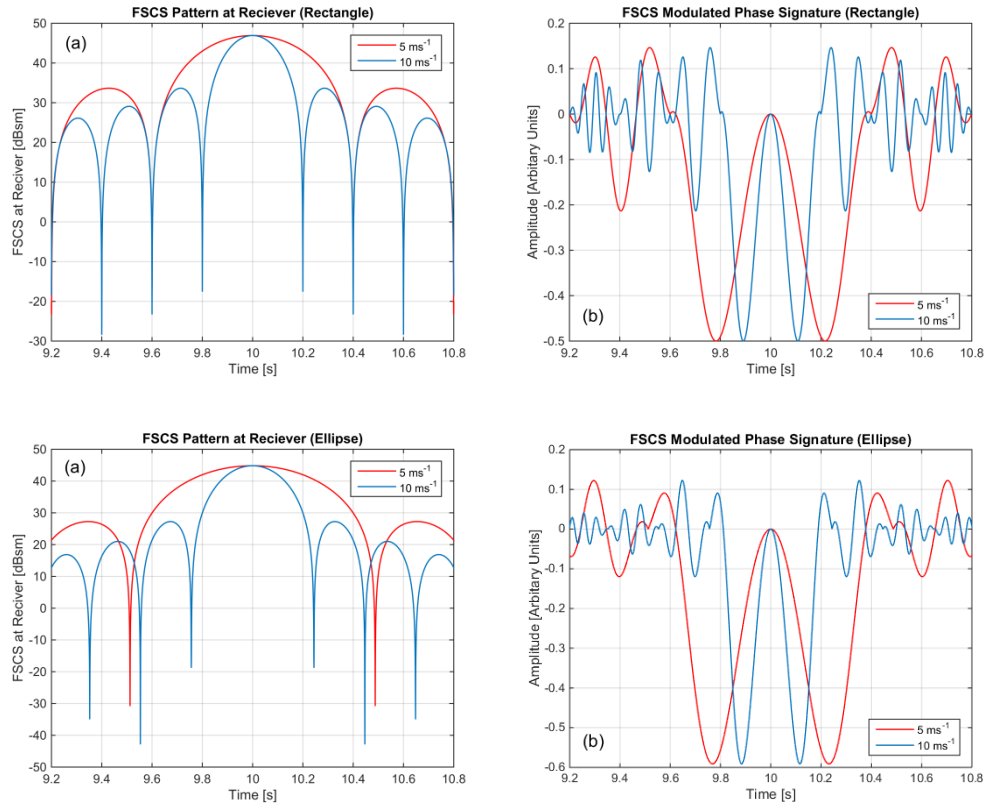 FSCS Pattern at Reciever (Rectangle)
(a)
5 ms⁻¹
10 ms⁻¹
FSCS at Reciver [dBsm]
50
40
30
20
10
0
-10
-20
-30
9.2 9.4 9.6 9.8 10 10.2 10.4 10.6 10.8
Time [s]
FSCS Modulated Phase Signature (Rectangle)
Amplitude [Arbitary Units]
0.2
0.1
0
-0.1
-0.2
-0.3
-0.4
-0.5
(b)
5 ms⁻¹
10 ms⁻¹
9.2 9.4 9.6 9.8 10 10.2 10.4 10.6 10.8
Time [s]
FSCS Pattern at Reciever (Ellipse)
(a)
5 ms⁻¹
10 ms⁻¹
FSCS at Reciver [dBsm]
50
40
30
20
10
0
-10
-20
-30
-40
-50
9.2 9.4 9.6 9.8 10 10.2 10.4 10.6 10.8
Time [s]
FSCS Modulated Phase Signature (Ellipse)
Amplitude [Arbitary Units]
0.2
0.1
0
-0.1
-0.2
-0.3
-0.4
-0.5
-0.6
(b)
5 ms⁻¹
10 ms⁻¹
9.2 9.4 9.6 9.8 10 10.2 10.4 10.6 10.8
Time [s]